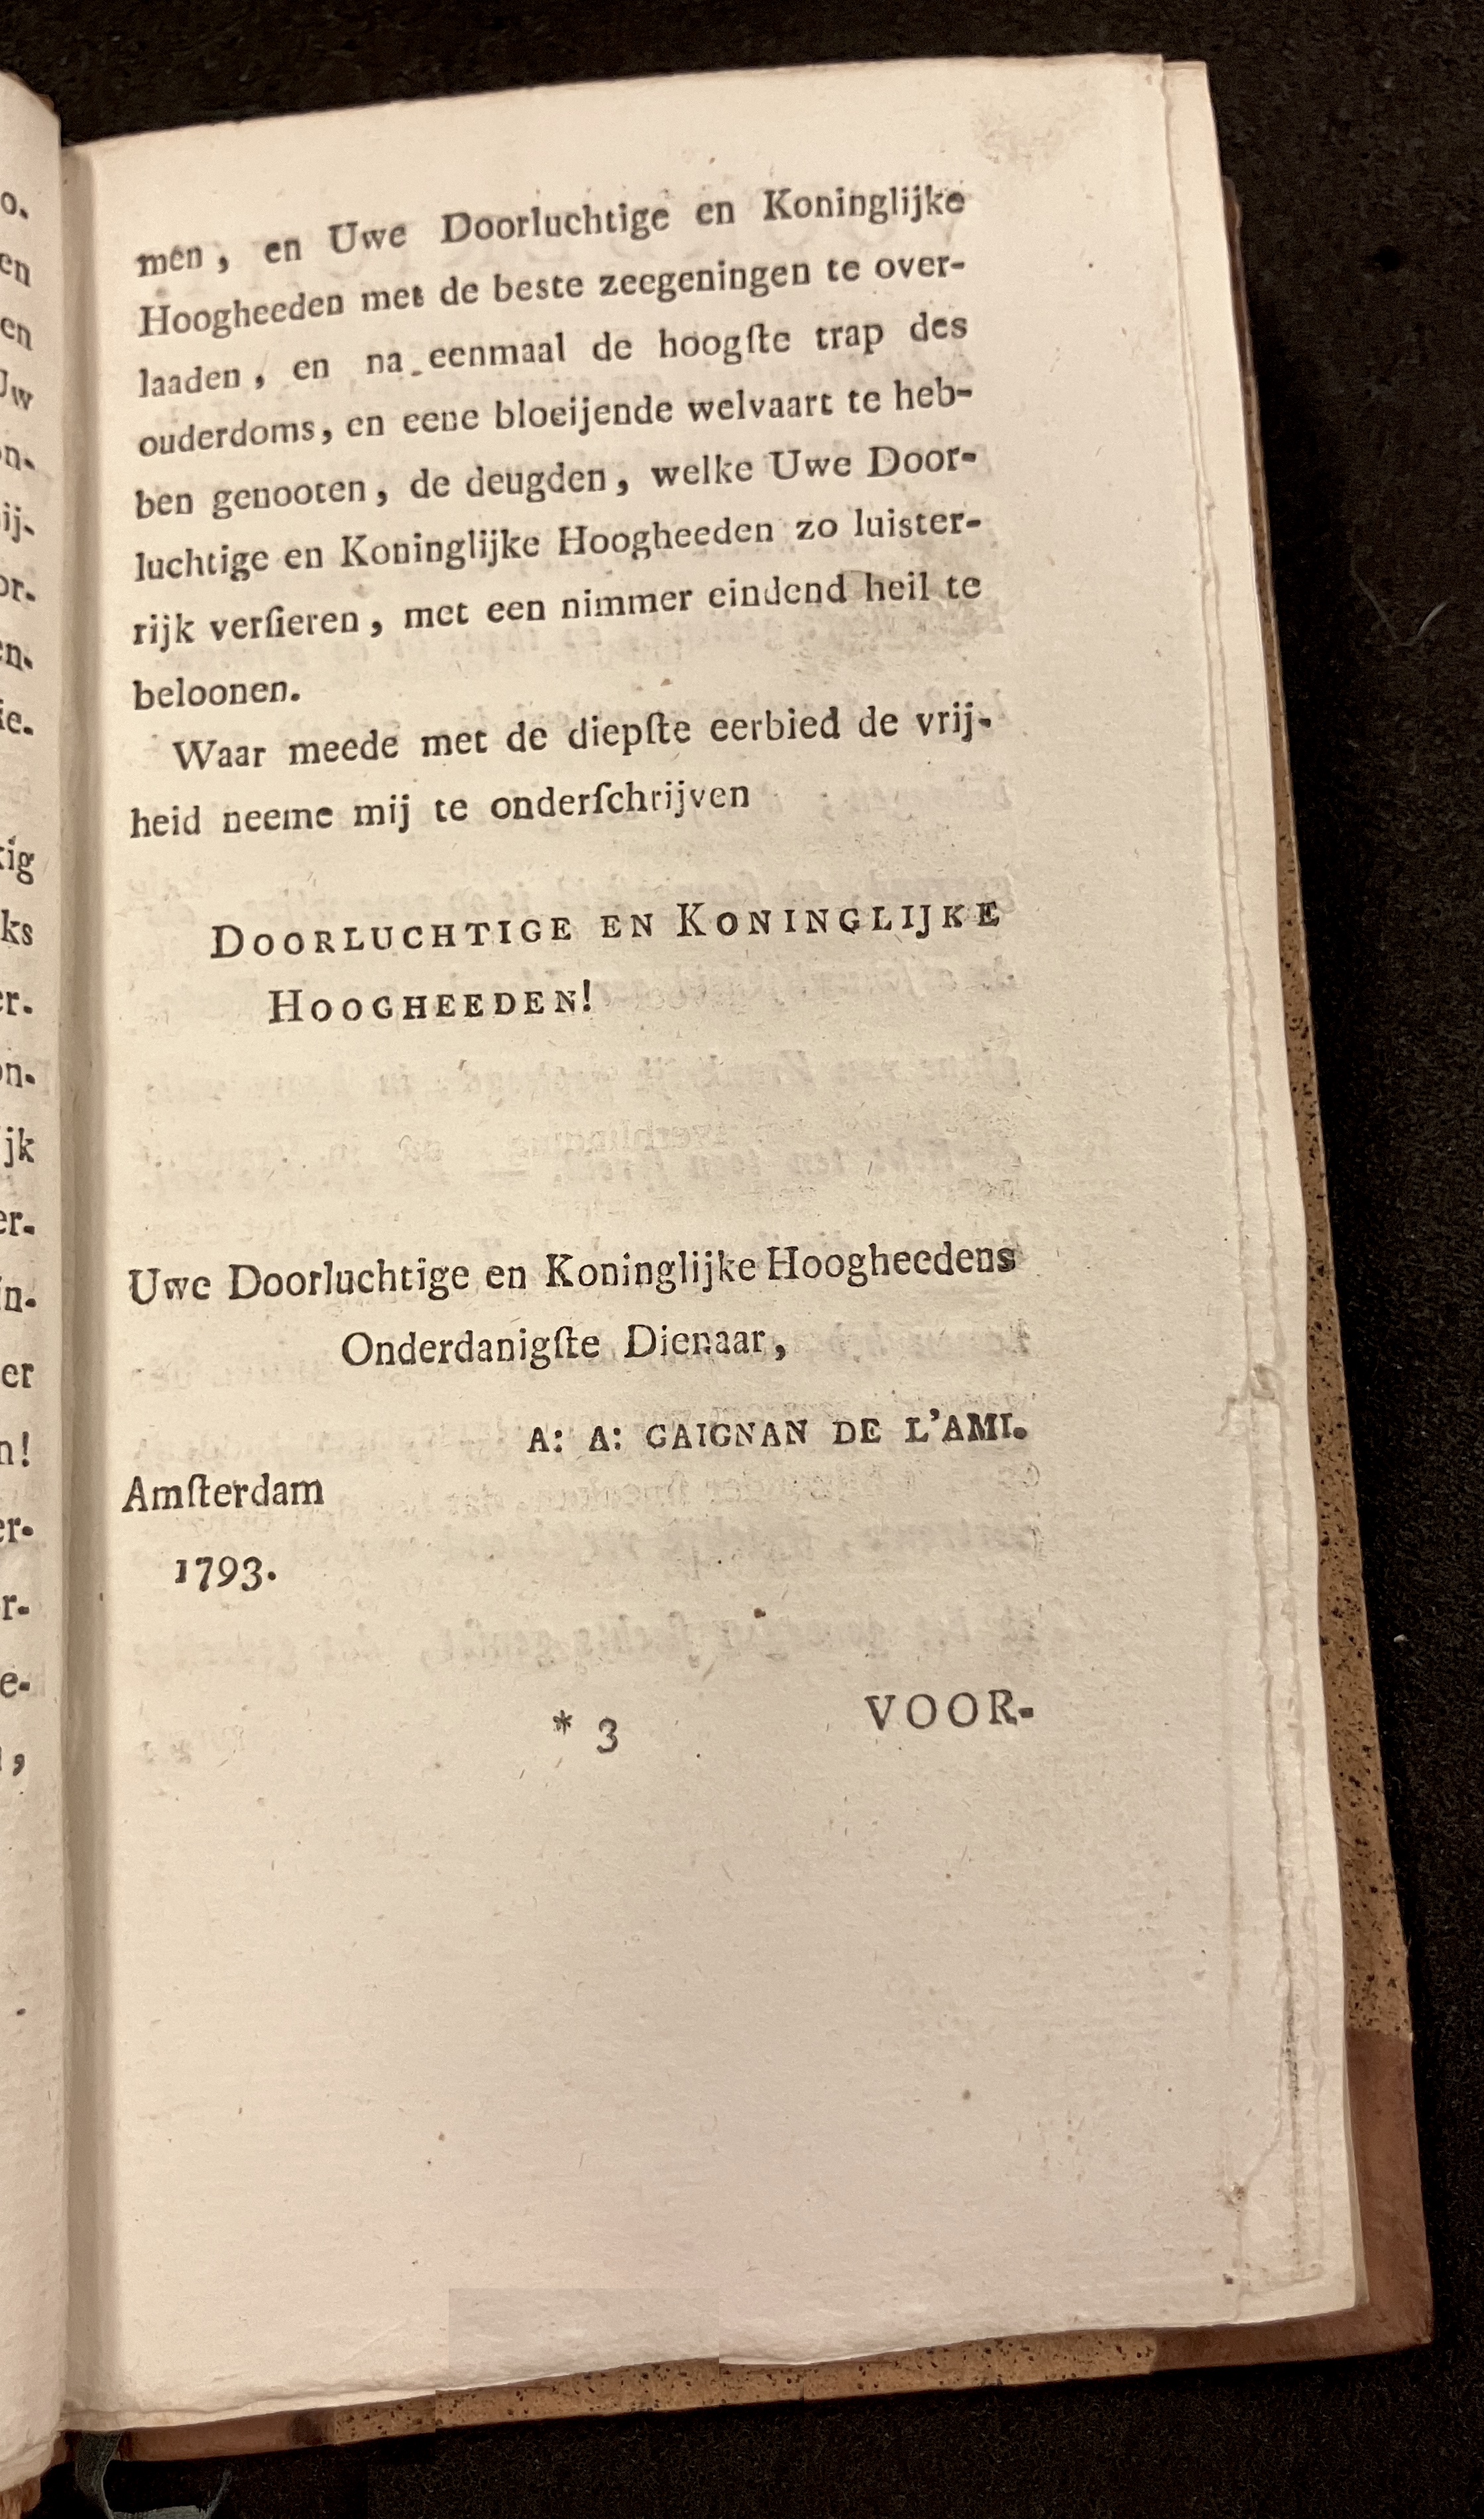 men, en Uwe Doorluchtige en Koninglijke
Hoogheeden met de beste zeegeningen te over-
laaden, en na eenmaal de hoogſte trap des
ouderdoms, en eene bloeijende welvaart te heb-
ben genooten, de deugden, welke Uwe Door-
luchtige en Koninglijke Hoogheeden zo luister-
rijk verſieren, met een nimmer eindend heil te
beloonen.
Waar meede met de diepſte eerbied de vrij-
heid neeme mij te onderſchrijven
DOORLUCHTIGE EN KONINGLIJKE
HOOGHEEDEN!
Uwe Doorluchtige en Koninglijke Hoogheedens
Onderdanigſte Dienaar,
A: A: GAIGNAN DE L'AMI.
Amſterdam
1793.
* 3 VOOR-